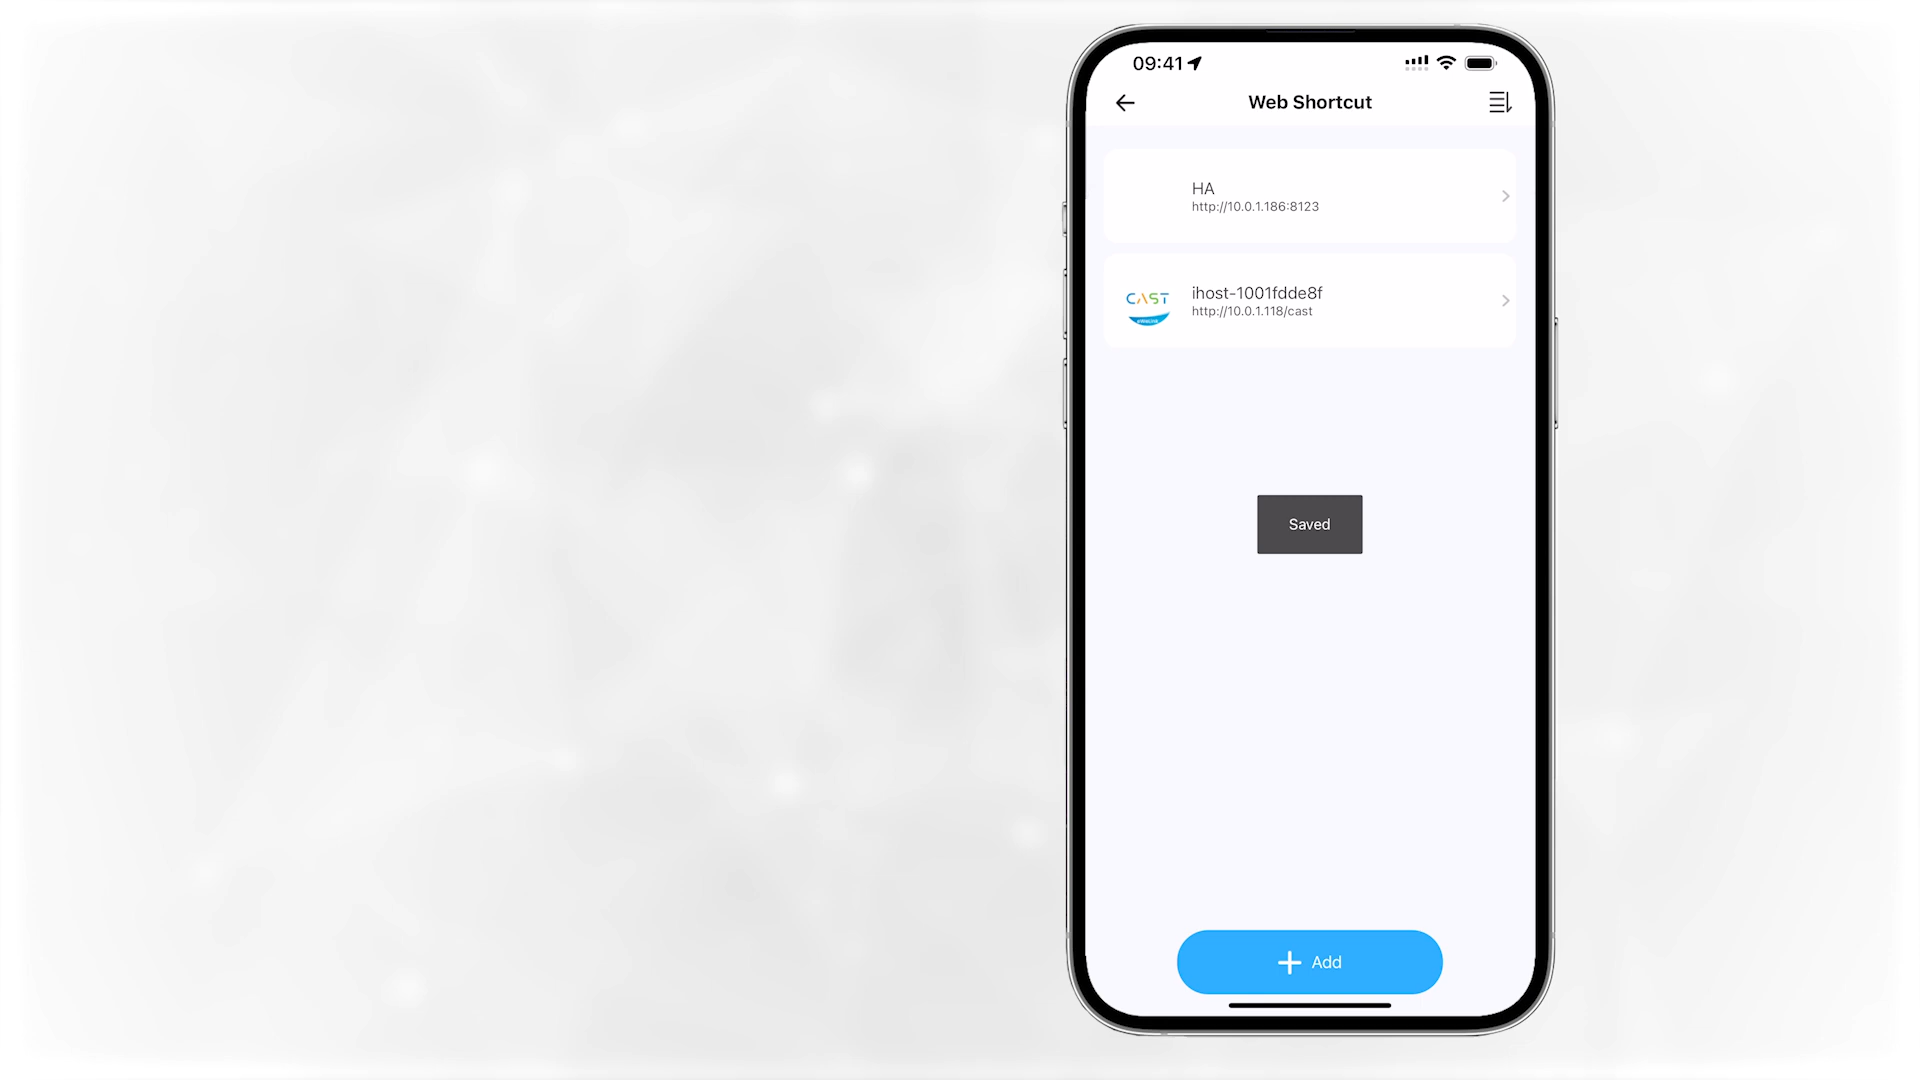 09:41
Web Shortcut
HA
http://10.0.1.186:8123
CAST
ihost-1001fdde8f
http://10.0.1.118/cast
Saved
Add